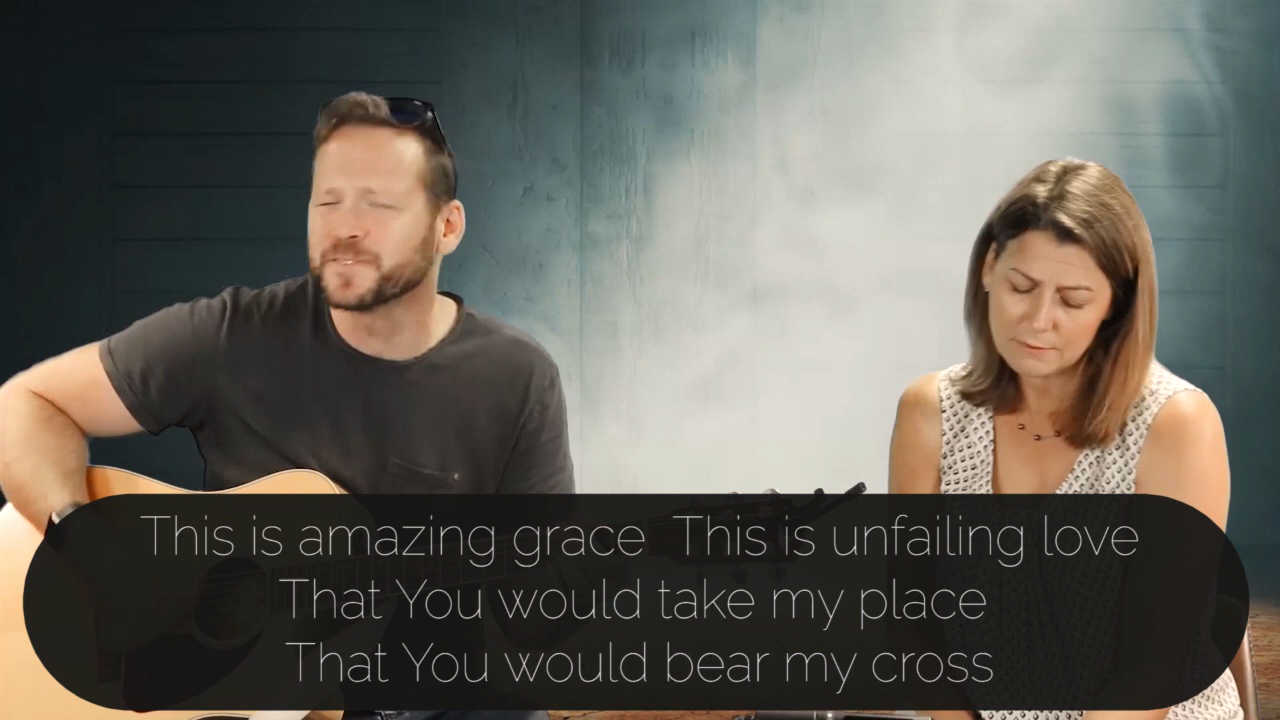 This is amazing grace  This is unfailing love
That You would take my place
That You would bear my cross